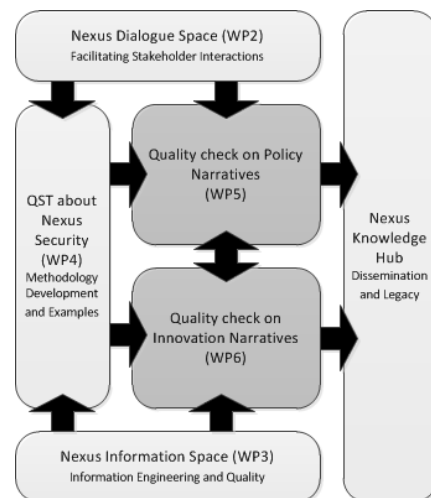 Nexus Dialogue Space (WP2)
Facilitating Stakeholder Interactions
QST about
Nexus
Security
(WP4)
Methodology
Development
and Examples
Quality check on Policy
Narratives
(WP5)
Quality check on
Innovation Narratives
(WP6)
Nexus
Knowledge
Hub
Dissemination
and Legacy
Nexus Information Space (WP3)
Information Engineering and Quality